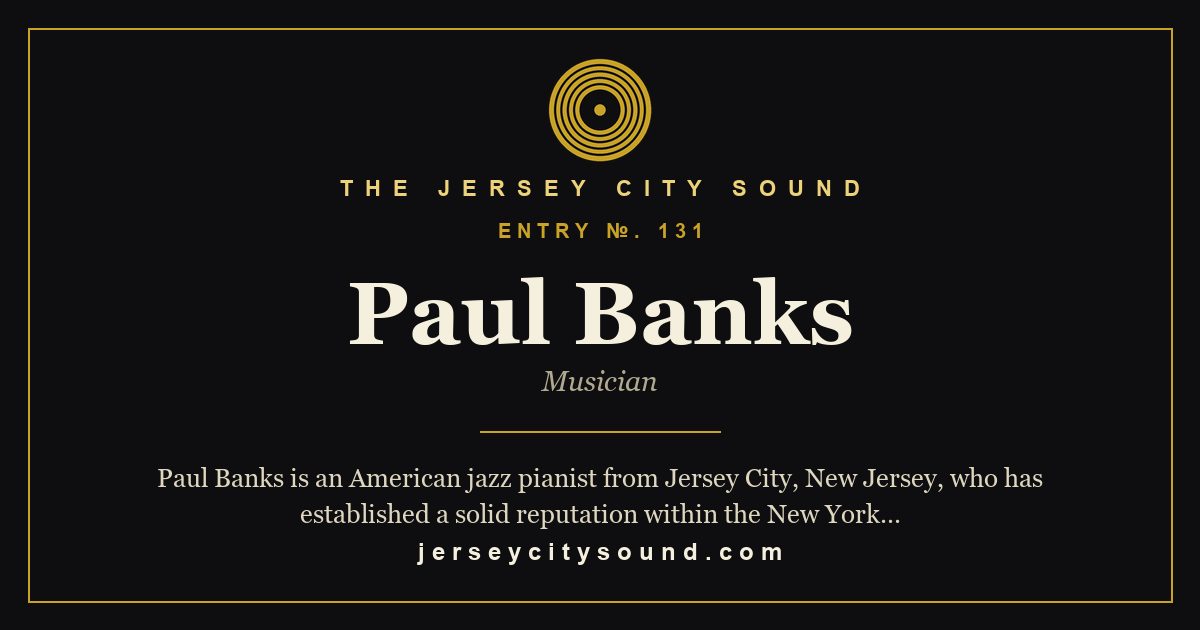 THE JERSEY CITY SOUND
ENTRY №. 131
Paul Banks
Musician
Paul Banks is an American jazz pianist from Jersey City, New Jersey, who has
established a solid reputation within the New York...
jerseycitysound.com